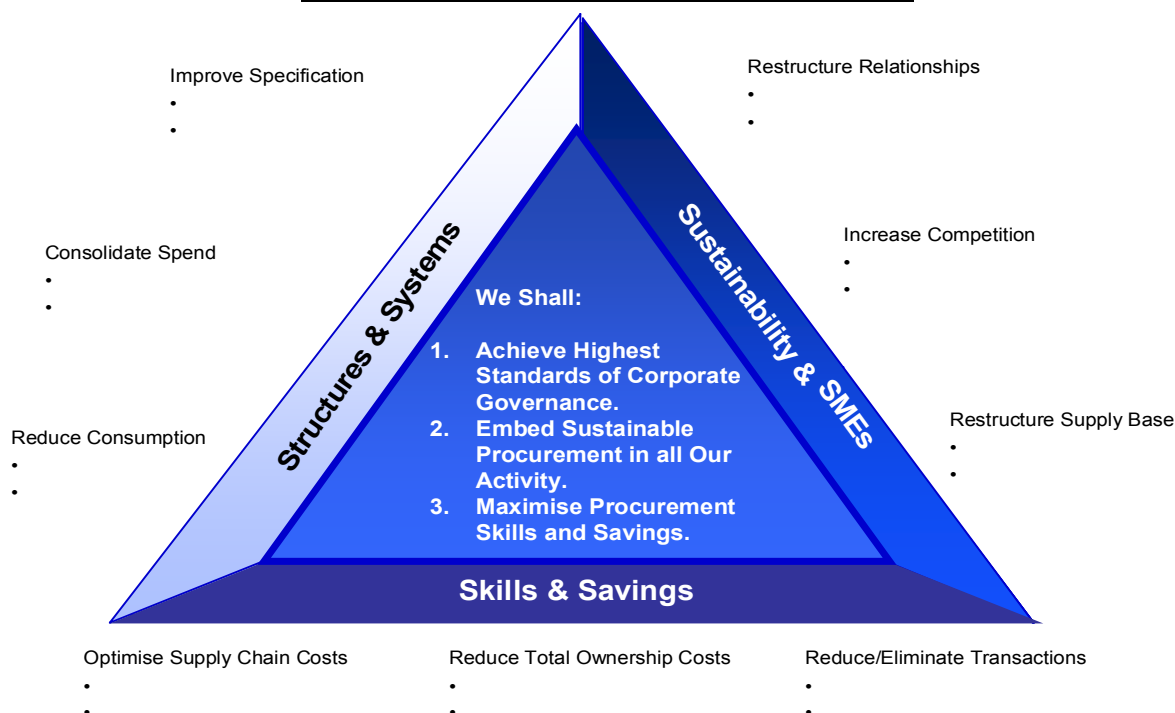 Improve Specification
•
•
Restructure Relationships
•
•
Consolidate Spend
•
•
Increase Competition
•
•
Reduce Consumption
•
•
Restructure Supply Base
•
•
Structures & Systems
Sustainability & SMEs
We Shall:
1. Achieve Highest
Standards of Corporate
Governance.
2. Embed Sustainable
Procurement in all Our
Activity.
3. Maximise Procurement
Skills and Savings.
Skills & Savings
Optimise Supply Chain Costs
•
•
Reduce Total Ownership Costs
•
•
Reduce/Eliminate Transactions
•
•